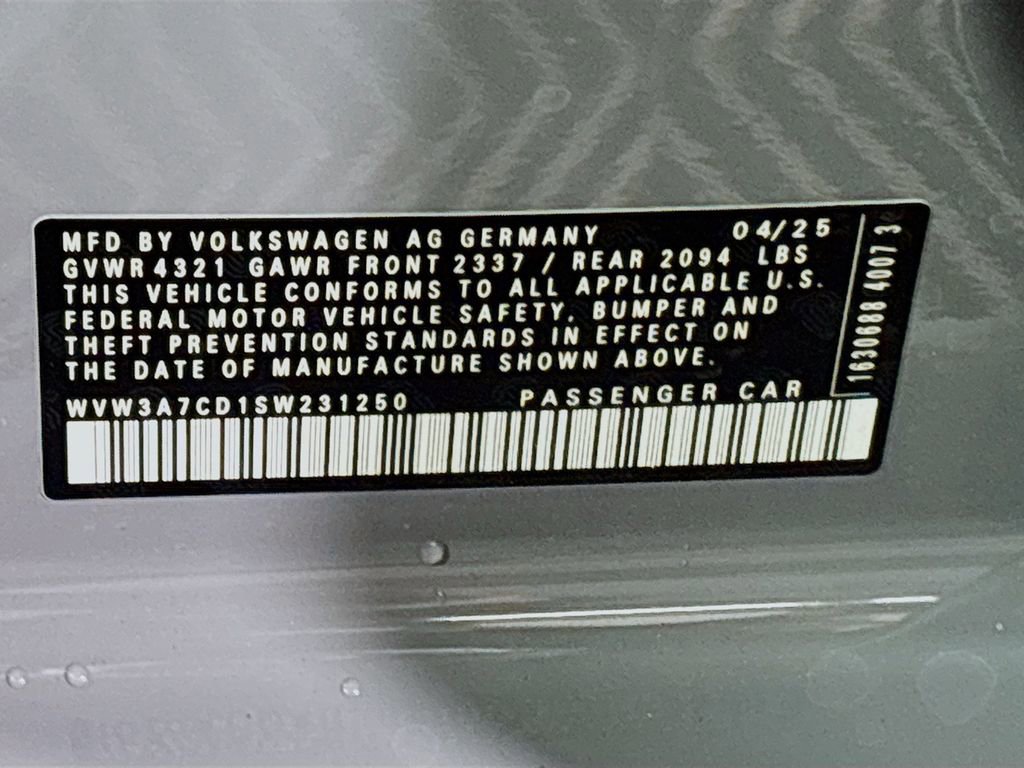 MFD BY VOLKSWAGEN AG GERMANY 04/25
GVWR 4321 GAWR FRONT 2337 / REAR 2094 LBS
THIS VEHICLE CONFORMS TO ALL APPLICABLE U.S.
FEDERAL MOTOR VEHICLE SAFETY, BUMPER AND
THEFT PREVENTION STANDARDS IN EFFECT ON
THE DATE OF MANUFACTURE SHOWN ABOVE.
WVW3A7CD1SW231250 PASSENGER CAR
1630688 4007 3